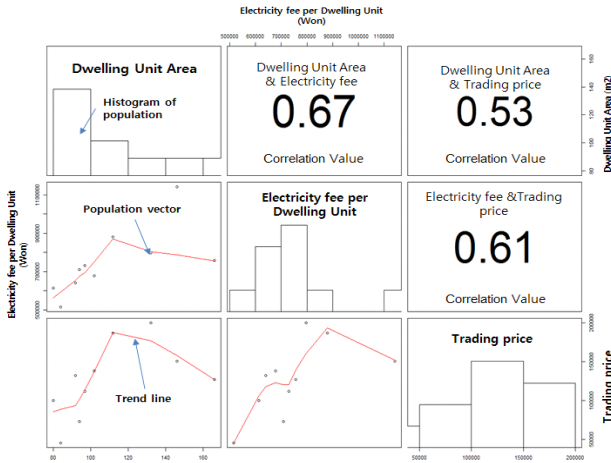 Electricity fee per Dwelling Unit
(Won)
500000 600000 700000 800000 900000 1100000
Dwelling Unit Area
Histogram of
population
Dwelling Unit Area
& Electricity fee
0.67
Correlation Value
Dwelling Unit Area
& Trading price
0.53
Correlation Value
80 100 120 140 160
Dwelling Unit Area (m2)
Electricity fee per Dwelling Unit
(Won)
500000 700000 900000 1100000
Population vector
Electricity fee per
Dwelling Unit
Electricity fee &Trading
price
0.61
Correlation Value
Trend line
Trading price
50000 100000 150000 200000
Trading price
80 100 120 140 160
50000 100000 150000 200000